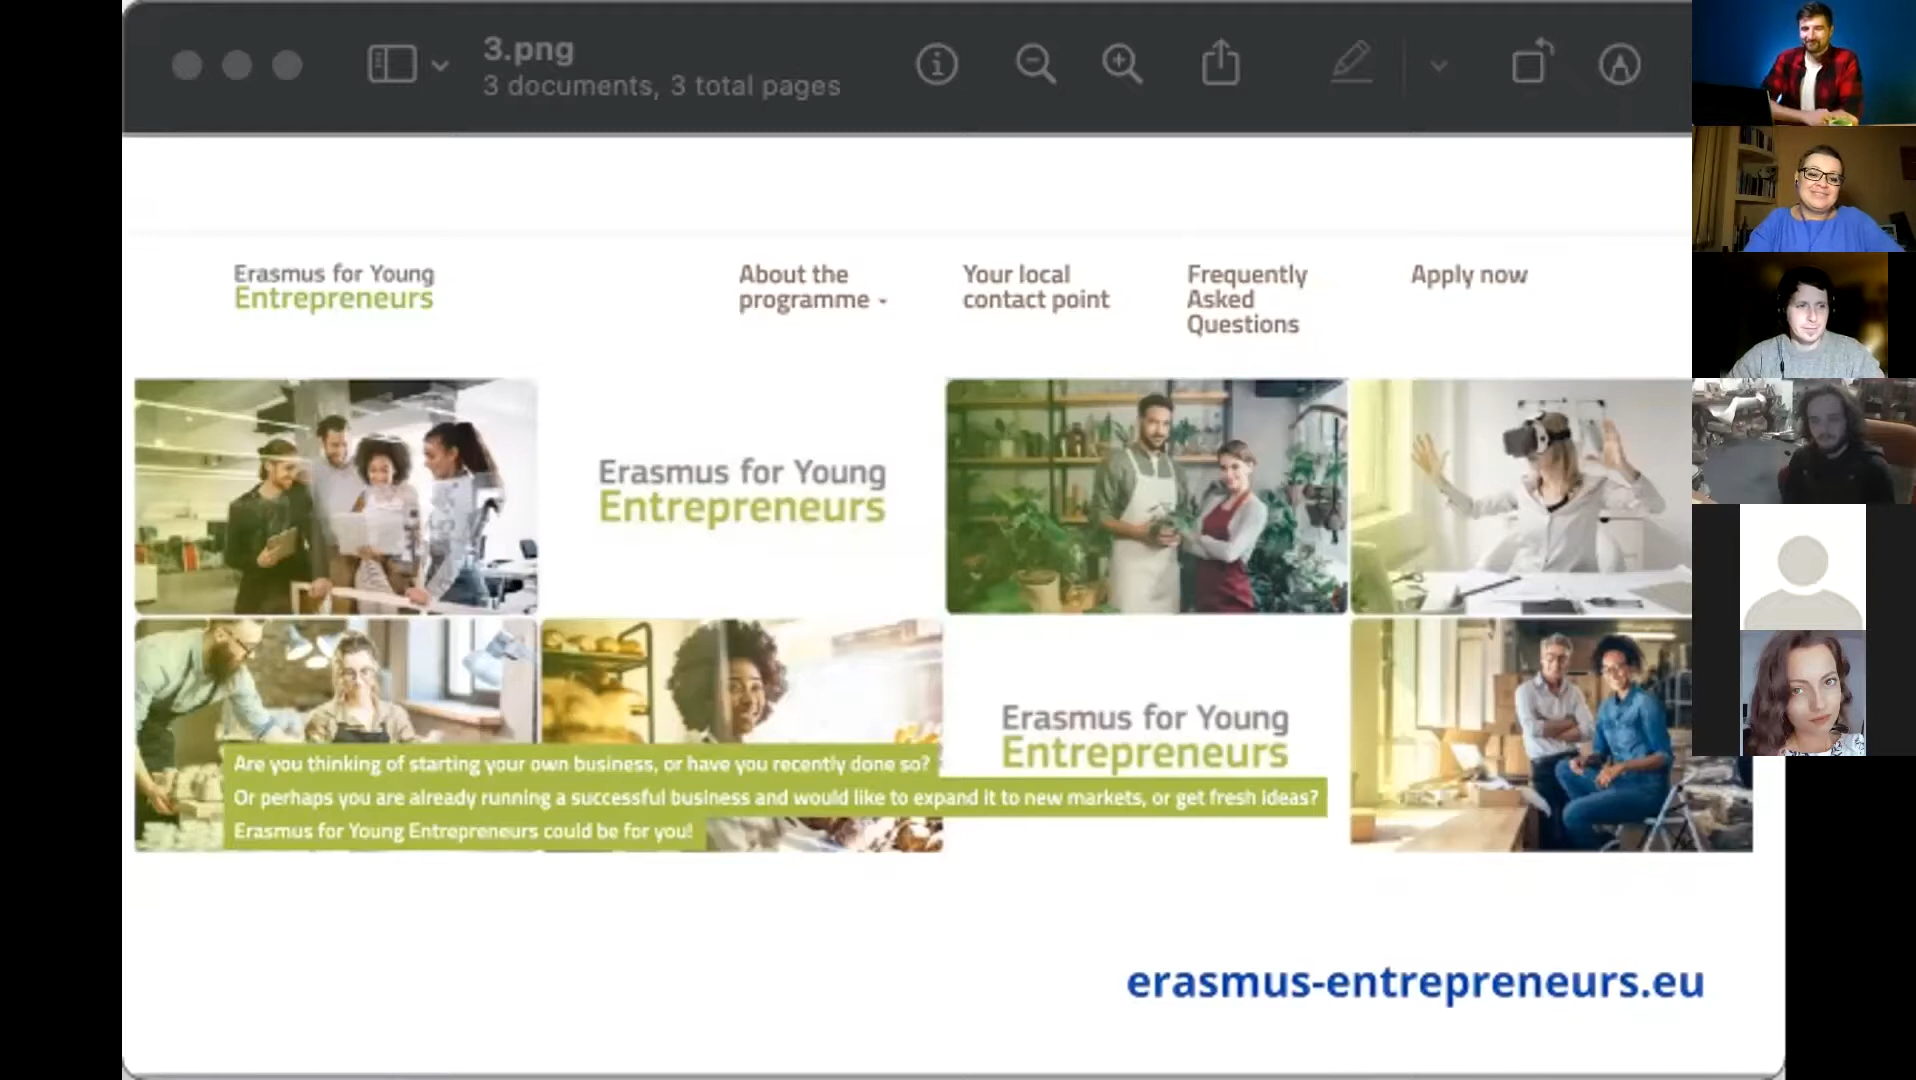 3.png
3 documents, 3 total pages
Erasmus for Young
Entrepreneurs
About the
programme
Your local
contact point
Frequently
Asked
Questions
Apply now
Erasmus for Young
Entrepreneurs
Erasmus for Young
Entrepreneurs
Are you thinking of starting your own business, or have you recently done so?
Or perhaps you are already running a successful business and would like to expand it to new markets, or get fresh ideas?
Erasmus for Young Entrepreneurs could be for you!
erasmus-entrepreneurs.eu